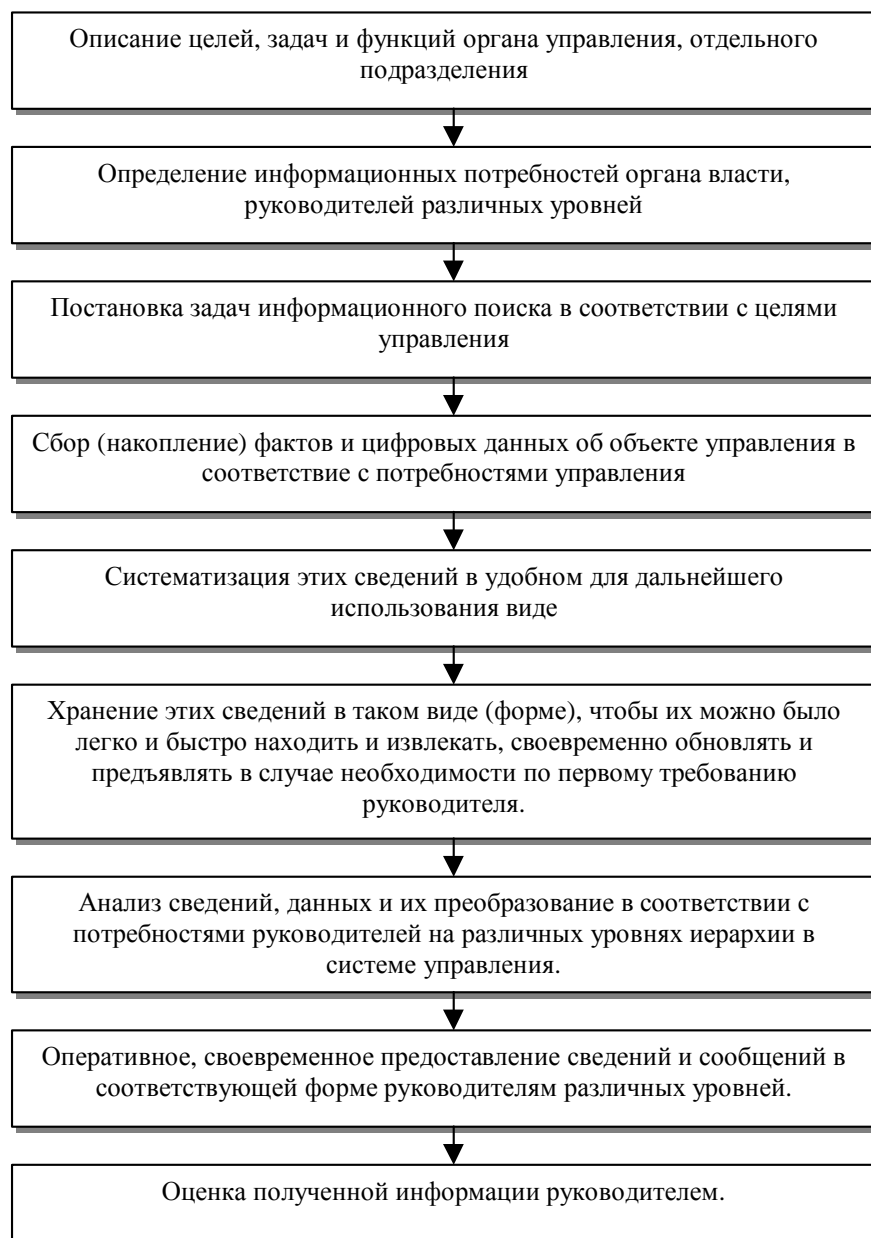 Описание целей, задач и функций органа управления, отдельного
подразделения
Определение информационных потребностей органа власти,
руководителей различных уровней
Постановка задач информационного поиска в соответствии с целями
управления
Сбор (накопление) фактов и цифровых данных об объекте управления в
соответствие с потребностями управления
Систематизация этих сведений в удобном для дальнейшего
использования виде
Хранение этих сведений в таком виде (форме), чтобы их можно было
легко и быстро находить и извлекать, своевременно обновлять и
предъявлять в случае необходимости по первому требованию
руководителя.
Анализ сведений, данных и их преобразование в соответствии с
потребностями руководителей на различных уровнях иерархии в
системе управления.
Оперативное, своевременное предоставление сведений и сообщений в
соответствующей форме руководителям различных уровней.
Оценка полученной информации руководителем.